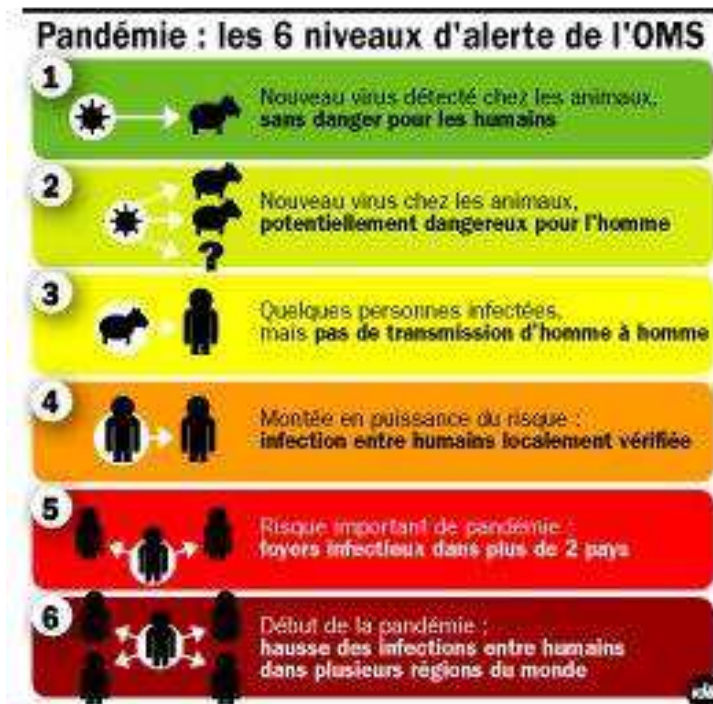 Pandémie : les 6 niveaux d'alerte de l'OMS
1
Nouveau virus détecté chez les animaux,
sans danger pour les humains
2
Nouveau virus chez les animaux,
potentiellement dangereux pour l'homme
?
3
Quelques personnes infectées,
mais pas de transmission d'homme à homme
4
Montée en puissance du risque :
infection entre humains localement vérifiée
5
Risque important de pandémie :
foyers infectieux dans plus de 2 pays
6
Début de la pandémie :
hausse des infections entre humains
dans plusieurs régions du monde